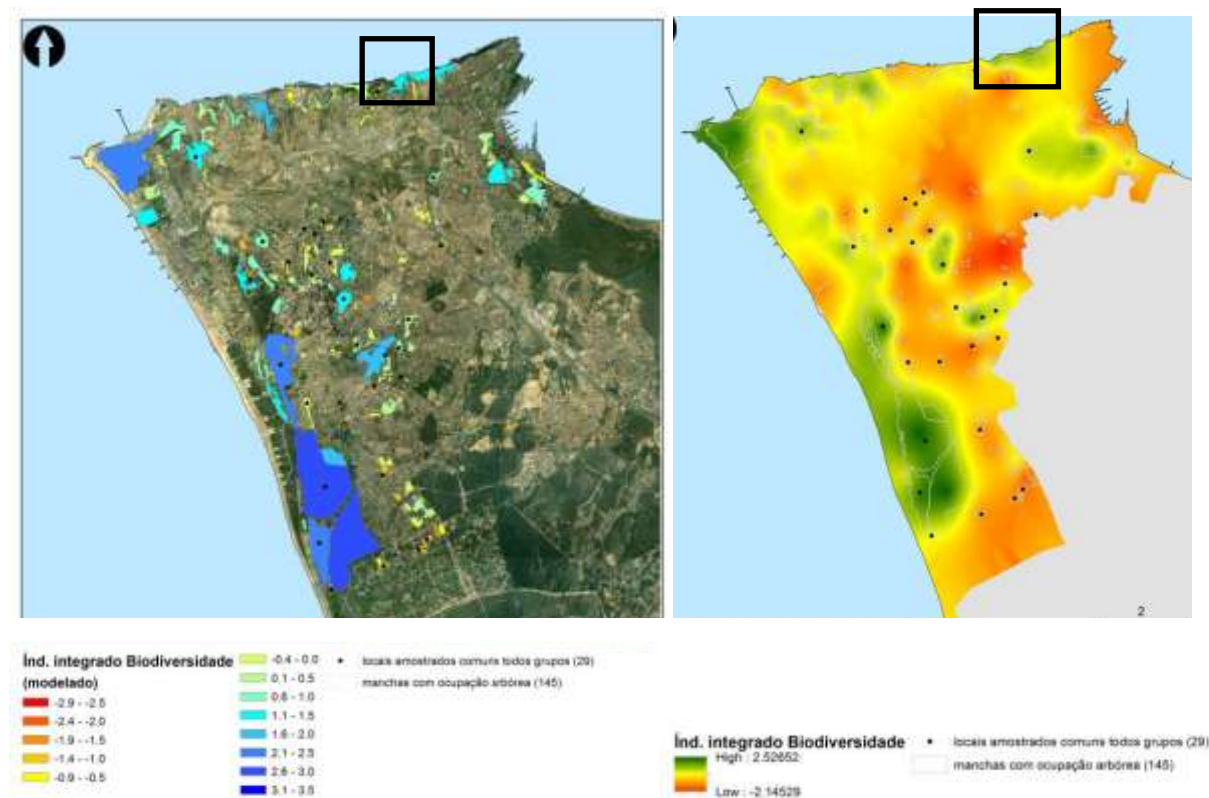 2
Índ. integrado Biodiversidade
(modelado)
-2.9 - -2.5
-2.4 - -2.0
-1.9 - -1.5
-1.4 - -1.0
-0.9 - -0.5
-0.4 - 0.0
0.1 - 0.5
0.6 - 1.0
1.1 - 1.5
1.6 - 2.0
2.1 - 2.5
2.6 - 3.0
3.1 - 3.5
locais amostrados comuns todos grupos (29)
manchas com ocupação arbórea (145)
Índ. integrado Biodiversidade
High : 2.52652
Low : -2.14529
locais amostrados comuns todos grupos (29)
manchas com ocupação arbórea (145)